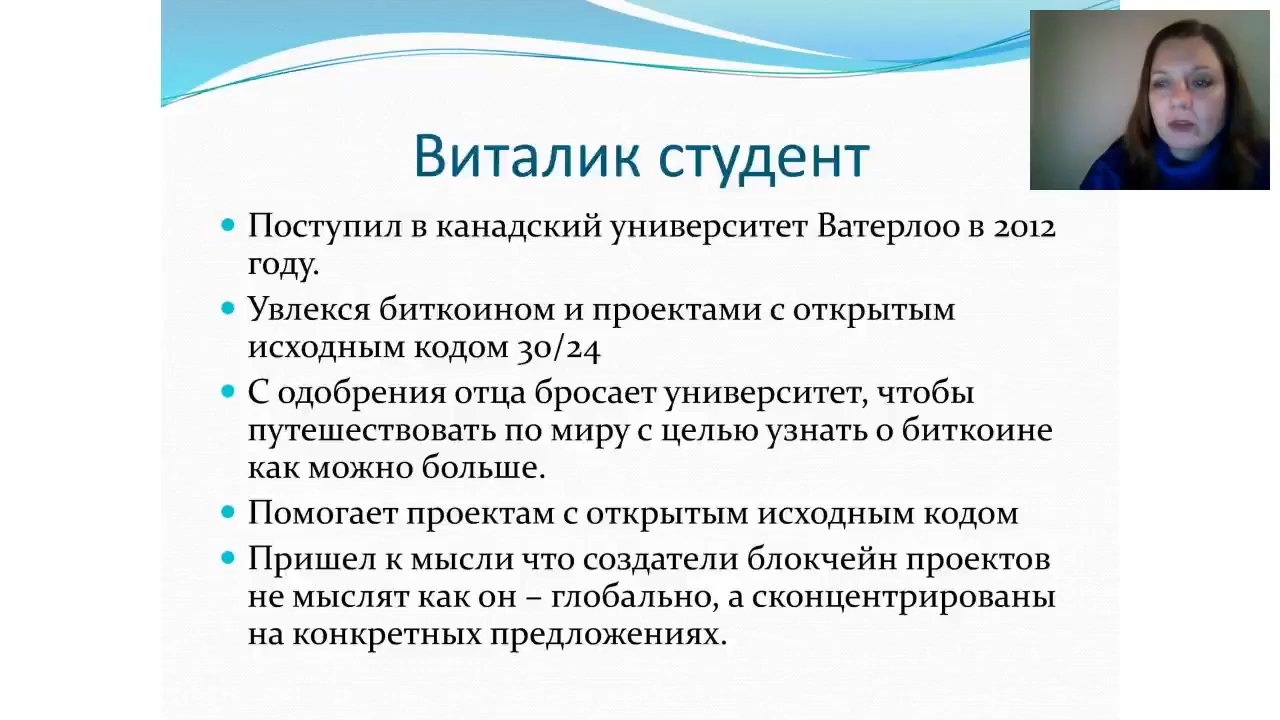 Виталик студент
Поступил в канадский университет Ватерлоо в 2012
году.
Увлекся биткоином и проектами с открытым
исходным кодом 30/24
С одобрения отца бросает университет, чтобы
путешествовать по миру с целью узнать о биткоине
как можно больше.
Помогает проектам с открытым исходным кодом
Пришел к мысли что создатели блокчейн проектов
не мыслят как он – глобально, а сконцентрированы
на конкретных предложениях.